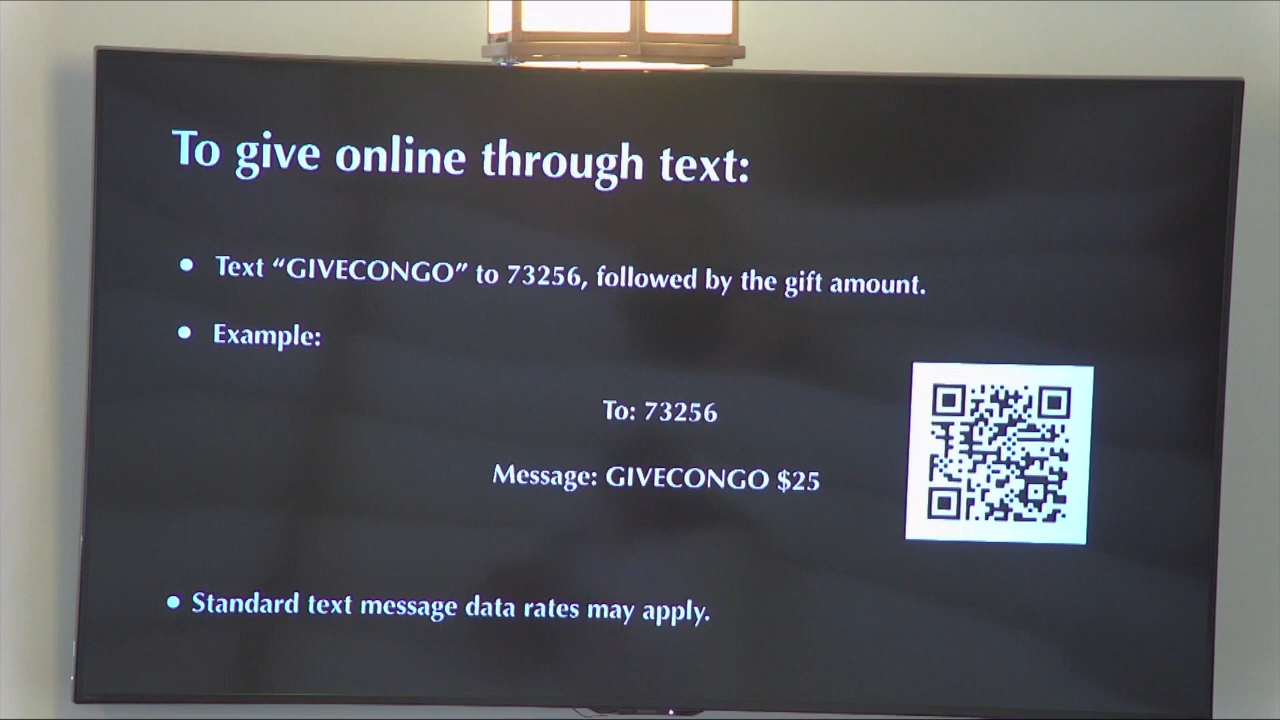 To give online through text:
• Text “GIVECONGO” to 73256, followed by the gift amount.
• Example:
To: 73256
Message: GIVECONGO $25
• Standard text message data rates may apply.